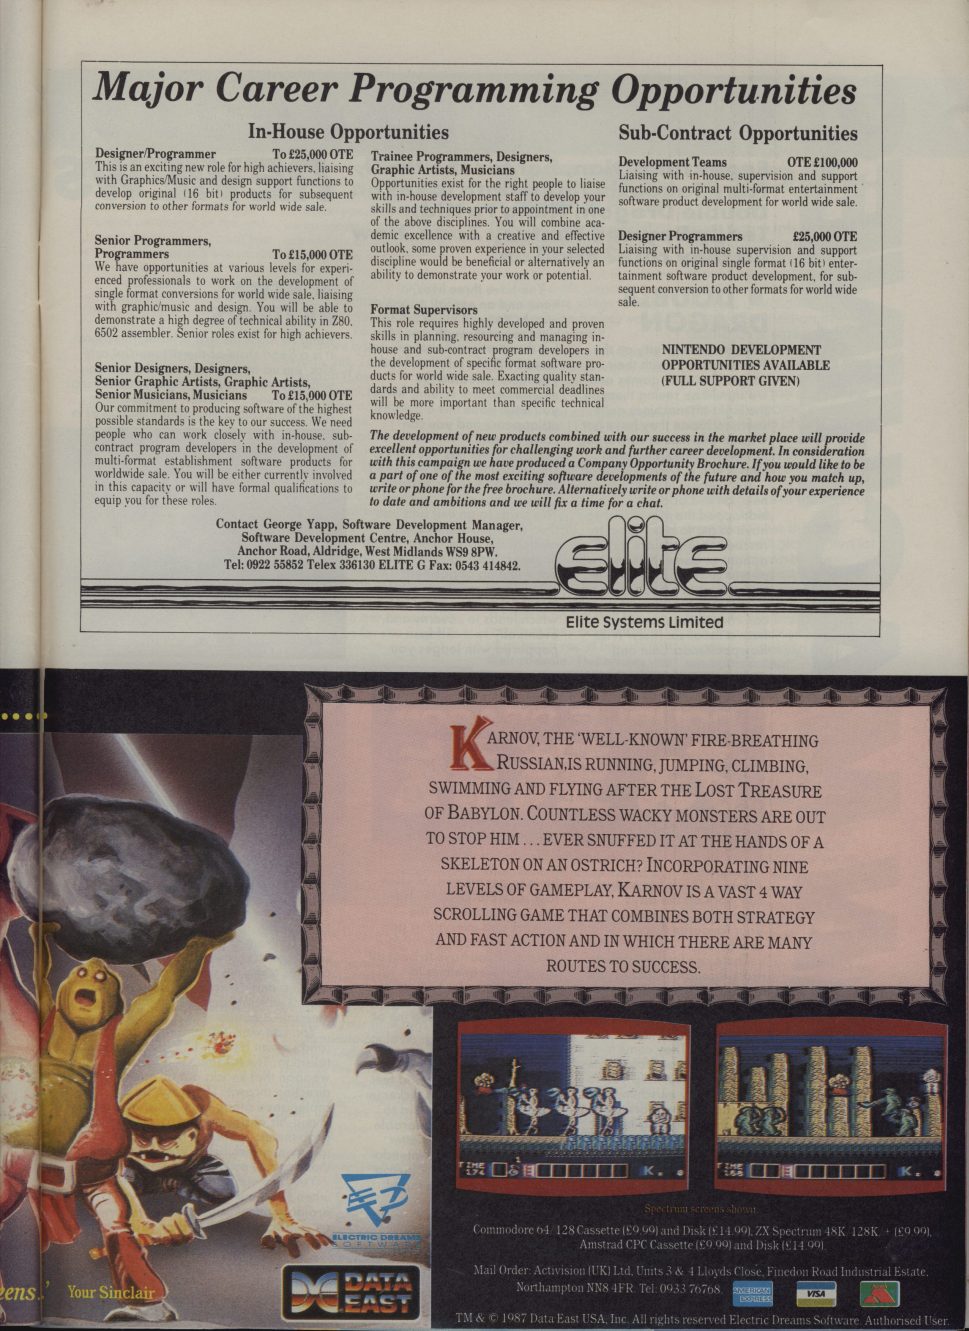 Major Career Programming Opportunities
In-House Opportunities
Designer/Programmer To £25,000 OTE
This is an exciting new role for high achievers, liaising
with Graphics/Music and design support functions to
develop original (16 bit) products for subsequent
conversion to other formats for world wide sale.
Senior Programmers,
Programmers To £15,000 OTE
We have opportunities at various levels for experi-
enced professionals to work on the development of
single format conversions for world wide sale, liaising
with graphic/music and design. You will be able to
demonstrate a high degree of technical ability in Z80,
6502 assembler. Senior roles exist for high achievers.
Senior Designers, Designers,
Senior Graphic Artists, Graphic Artists,
Senior Musicians, Musicians To £15,000 OTE
Our commitment to producing software of the highest
possible standards is the key to our success. We need
people who can work closely with in-house, sub-
contract program developers in the development of
multi-format establishment software products for
worldwide sale. You will be either currently involved
in this capacity or will have formal qualifications to
equip you for these roles.
Trainee Programmers, Designers,
Graphic Artists, Musicians
Opportunities exist for the right people to liaise
with in-house development staff to develop your
skills and techniques prior to appointment in one
of the above disciplines. You will combine aca-
demic excellence with a creative and effective
outlook, some proven experience in your selected
discipline would be beneficial or alternatively an
ability to demonstrate your work or potential.
Format Supervisors
This role requires highly developed and proven
skills in planning, resourcing and managing in-
house and sub-contract program developers in
the development of specific format software pro-
ducts for world wide sale. Exacting quality stan-
dards and ability to meet commercial deadlines
will be more important than specific technical
knowledge.
Sub-Contract Opportunities
Development Teams OTE £100,000
Liaising with in-house, supervision and support
functions on original multi-format entertainment
software product development for world wide sale.
Designer Programmers £25,000 OTE
Liaising with in-house supervision and support
functions on original single format (16 bit) enter-
tainment software product development, for sub-
sequent conversion to other formats for world wide
sale.
NINTENDO DEVELOPMENT
OPPORTUNITIES AVAILABLE
(FULL SUPPORT GIVEN)
The development of new products combined with our success in the market place will provide
excellent opportunities for challenging work and further career development. In consideration
with this campaign we have produced a Company Opportunity Brochure. If you would like to be
a part of one of the most exciting software developments of the future and how you match up,
write or phone for the free brochure. Alternatively write or phone with details of your experience
to date and ambitions and we will fix a time for a chat.
Contact George Yapp, Software Development Manager,
Software Development Centre, Anchor House,
Anchor Road, Aldridge, West Midlands WS9 8PW.
Tel: 0922 55852 Telex 336130 ELITE G Fax: 0543 414842.
elite
Elite Systems Limited
KARNOV, THE 'WELL-KNOWN' FIRE-BREATHING
RUSSIAN,IS RUNNING, JUMPING, CLIMBING,
SWIMMING AND FLYING AFTER THE LOST TREASURE
OF BABYLON. COUNTLESS WACKY MONSTERS ARE OUT
TO STOP HIM . . . EVER SNUFFED IT AT THE HANDS OF A
SKELETON ON AN OSTRICH? INCORPORATING NINE
LEVELS OF GAMEPLAY, KARNOV IS A VAST 4 WAY
SCROLLING GAME THAT COMBINES BOTH STRATEGY
AND FAST ACTION AND IN WHICH THERE ARE MANY
ROUTES TO SUCCESS.
TIME
174
K.
TIME
168
K.
Spectrum screens shown.
Commodore 64/128 Cassette (£9.99) and Disk (£14.99), ZX Spectrum 48K, 128K, + (£9.99),
Amstrad CPC Cassette (£9.99) and Disk (£14.99)
Mail Order: Activision (UK) Ltd, Units 3 & 4 Lloyds Close, Finedon Road Industrial Estate,
Northampton NN8 4FR. Tel: 0933 76768.
AMERICAN
EXPRESS
VISA
TM & © 1987 Data East USA, Inc. All rights reserved Electric Dreams Software. Authorised User.
ELECTRIC DREAMS
SOFTWARE
DATA
EAST
eens.' Your Sinclair